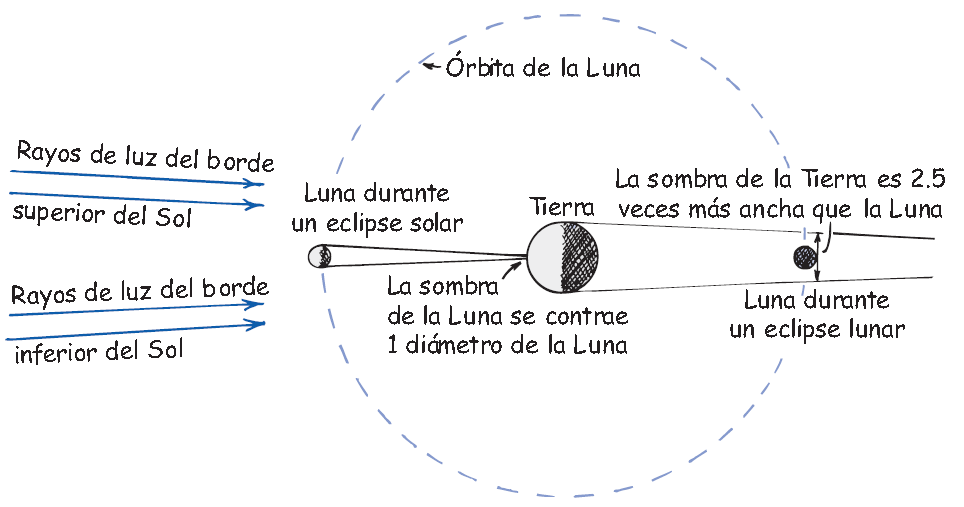 Órbita de la Luna
Rayos de luz del borde
superior del Sol
Luna durante
un eclipse solar
Tierra
La sombra de la Tierra es 2.5
veces más ancha que la Luna
Rayos de luz del borde
inferior del Sol
La sombra
de la Luna se contrae
1 diámetro de la Luna
Luna durante
un eclipse lunar